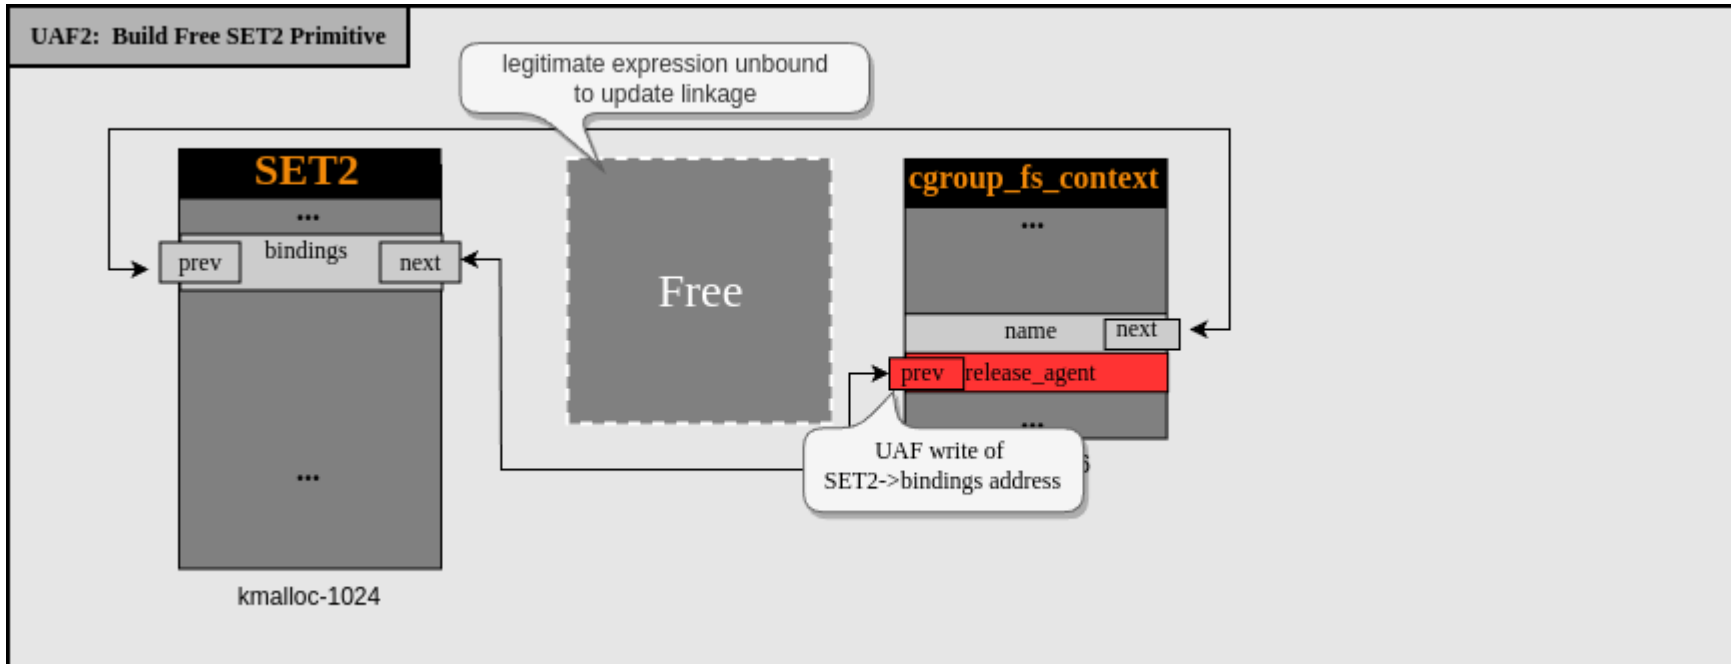 UAF2: Build Free SET2 Primitive
legitimate expression unbound
to update linkage
SET2
...
prev
bindings
next
...
kmalloc-1024
Free
cgroup_fs_context
...
name
next
prev
release_agent
...
UAF write of
SET2->bindings address